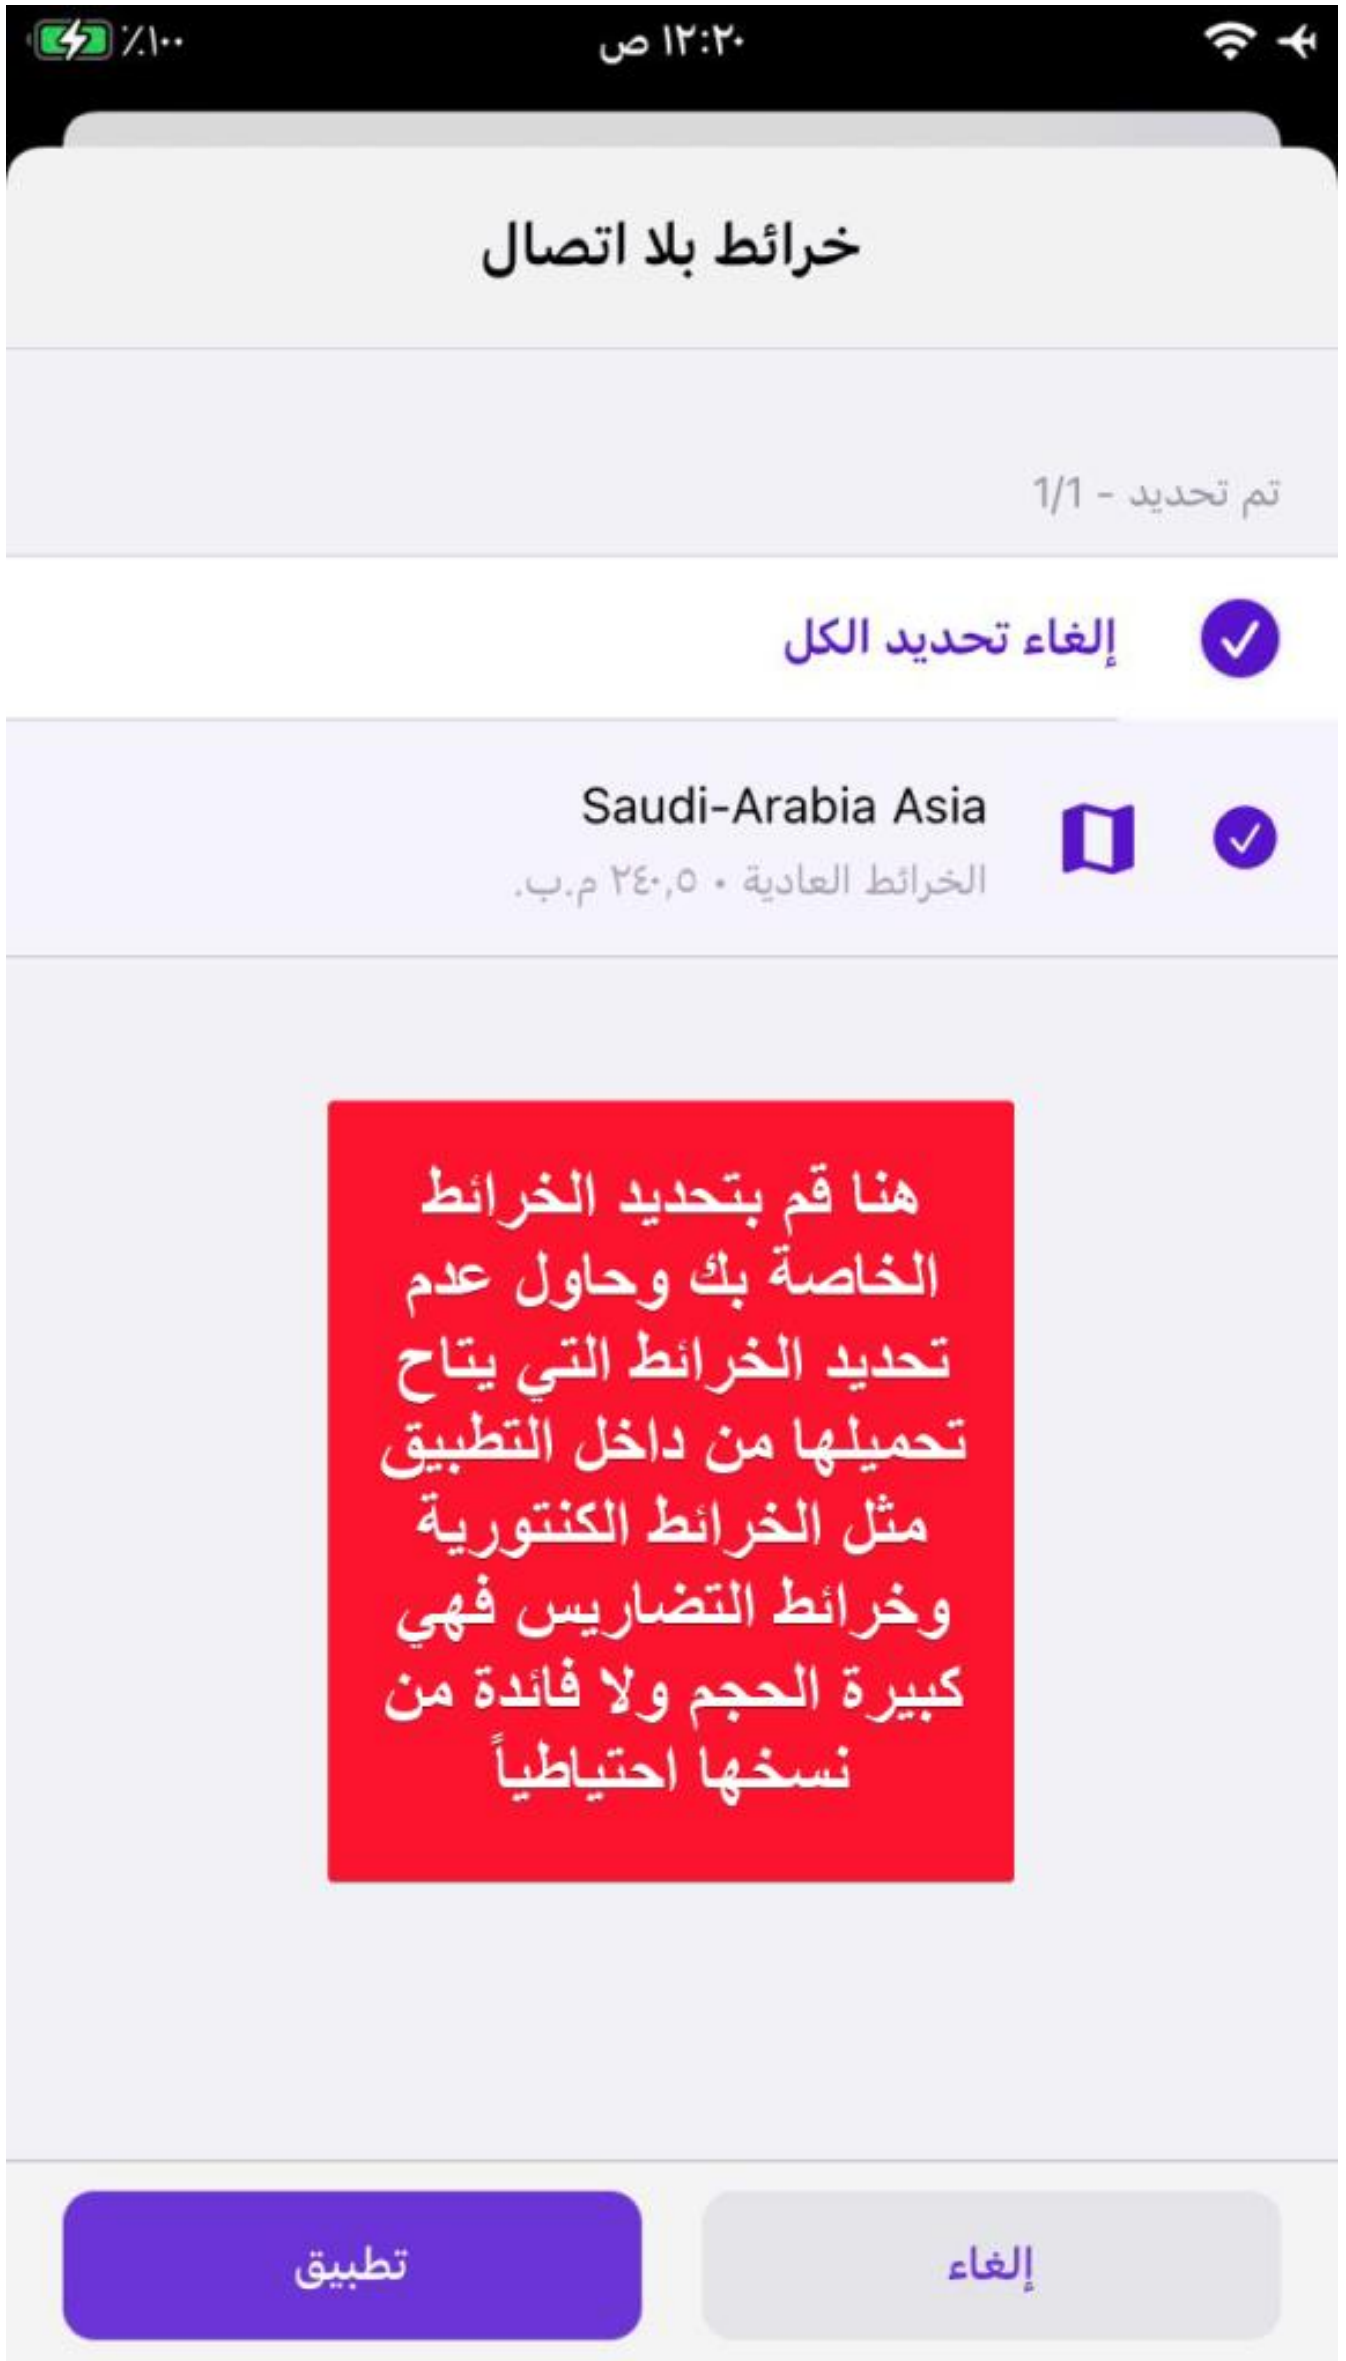 ١٢:٢٠ ص
٪١٠٠
خرائط بلا اتصال
تم تحديد - 1/1
إلغاء تحديد الكل
Saudi-Arabia Asia
الخرائط العادية • ٢٤٠,٥ م.ب.
هنا قم بتحديد الخرائط
الخاصة بك وحاول عدم
تحديد الخرائط التي يتاح
تحميلها من داخل التطبيق
مثل الخرائط الكنتورية
وخرائط التضاريس فهي
كبيرة الحجم ولا فائدة من
نسخها احتياطياً
إلغاء
تطبيق